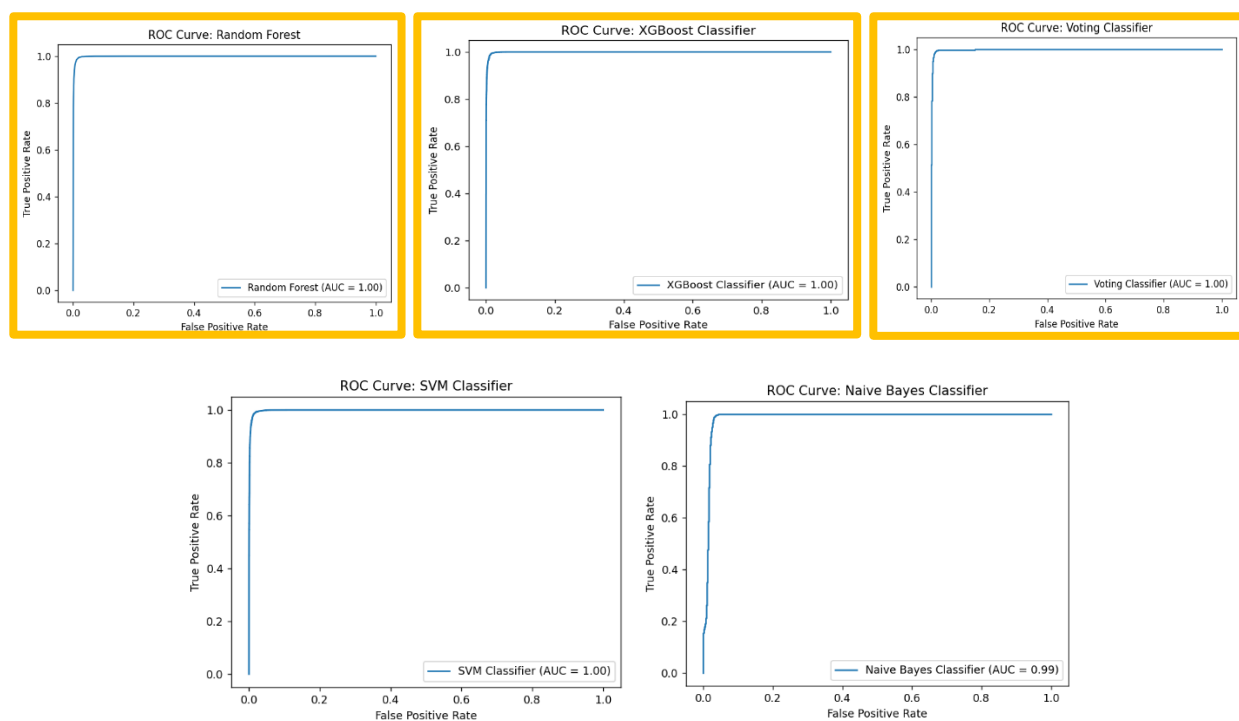 ROC Curve: Random Forest
1.0
0.8
0.6
0.4
0.2
0.0
True Positive Rate
Random Forest (AUC = 1.00)
0.0 0.2 0.4 0.6 0.8 1.0
False Positive Rate
ROC Curve: XGBoost Classifier
1.0
0.8
0.6
0.4
0.2
0.0
True Positive Rate
XGBoost Classifier (AUC = 1.00)
0.0 0.2 0.4 0.6 0.8 1.0
False Positive Rate
ROC Curve: Voting Classifier
1.0
0.8
0.6
0.4
0.2
0.0
True Positive Rate
Voting Classifier (AUC = 1.00)
0.0 0.2 0.4 0.6 0.8 1.0
False Positive Rate
ROC Curve: SVM Classifier
1.0
0.8
0.6
0.4
0.2
0.0
True Positive Rate
SVM Classifier (AUC = 1.00)
0.0 0.2 0.4 0.6 0.8 1.0
False Positive Rate
ROC Curve: Naive Bayes Classifier
1.0
0.8
0.6
0.4
0.2
0.0
True Positive Rate
Naive Bayes Classifier (AUC = 0.99)
0.0 0.2 0.4 0.6 0.8 1.0
False Positive Rate